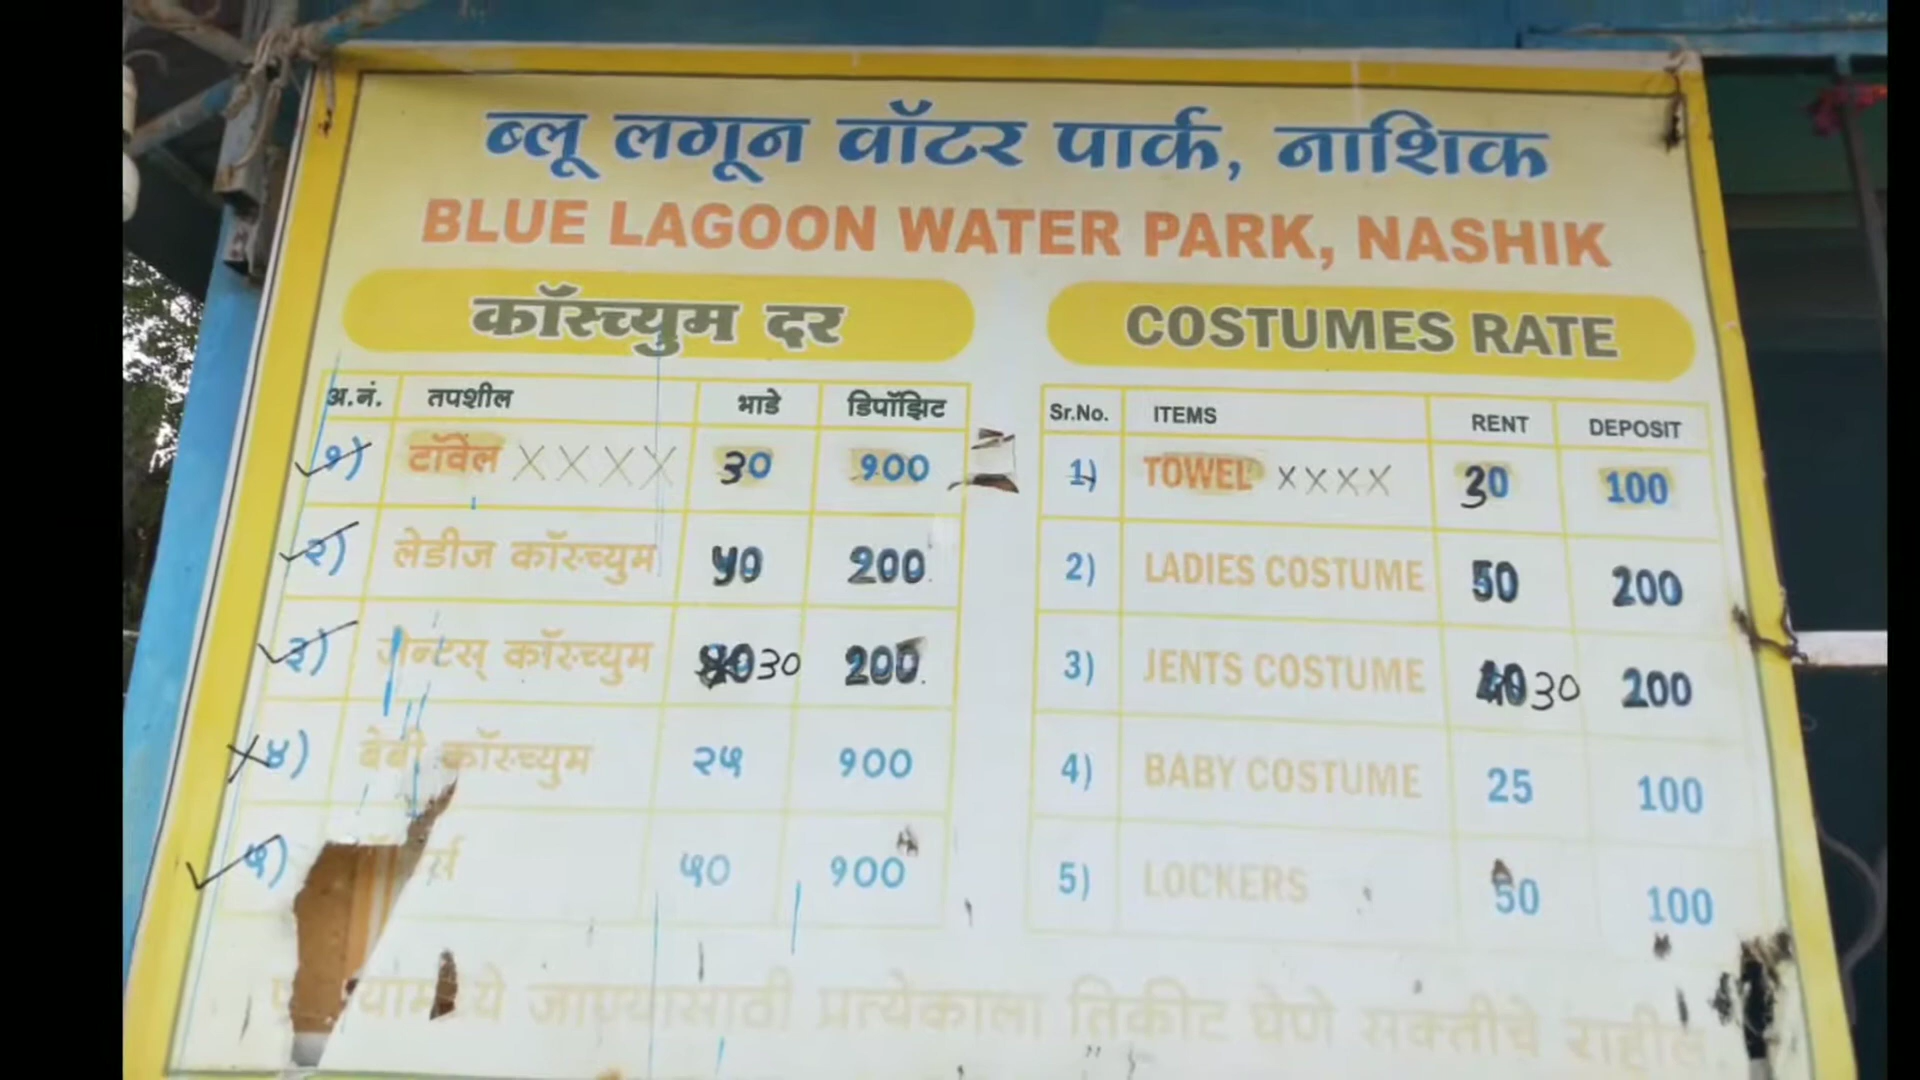 ब्लू लगून वॉटर पार्क, नाशिक
BLUE LAGOON WATER PARK, NASHIK
कॉस्च्युम दर
अ.नं. तपशील भाडे डिपॉझिट
१) टॉवेल XXXX 30 १००
२) लेडीज कॉस्च्युम ५0 200
३) जेन्टस् कॉस्च्युम 30 200
४) बेबी कॉस्च्युम २५ १००
५) ५० १००
COSTUMES RATE
Sr.No. ITEMS RENT DEPOSIT
1) TOWEL XXXX 30 100
2) LADIES COSTUME 50 200
3) JENTS COSTUME 30 200
4) BABY COSTUME 25 100
5) LOCKERS 50 100
जाण्यासाठी प्रत्येकाला तिकीट घेणे सक्तीचे राहील.